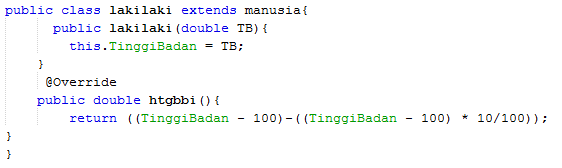 public class lakilaki extends manusia{
public lakilaki(double TB){
this.TinggiBadan = TB;
}
@Override
public double htgbbi(){
return ((TinggiBadan - 100)-((TinggiBadan - 100) * 10/100));
}
}